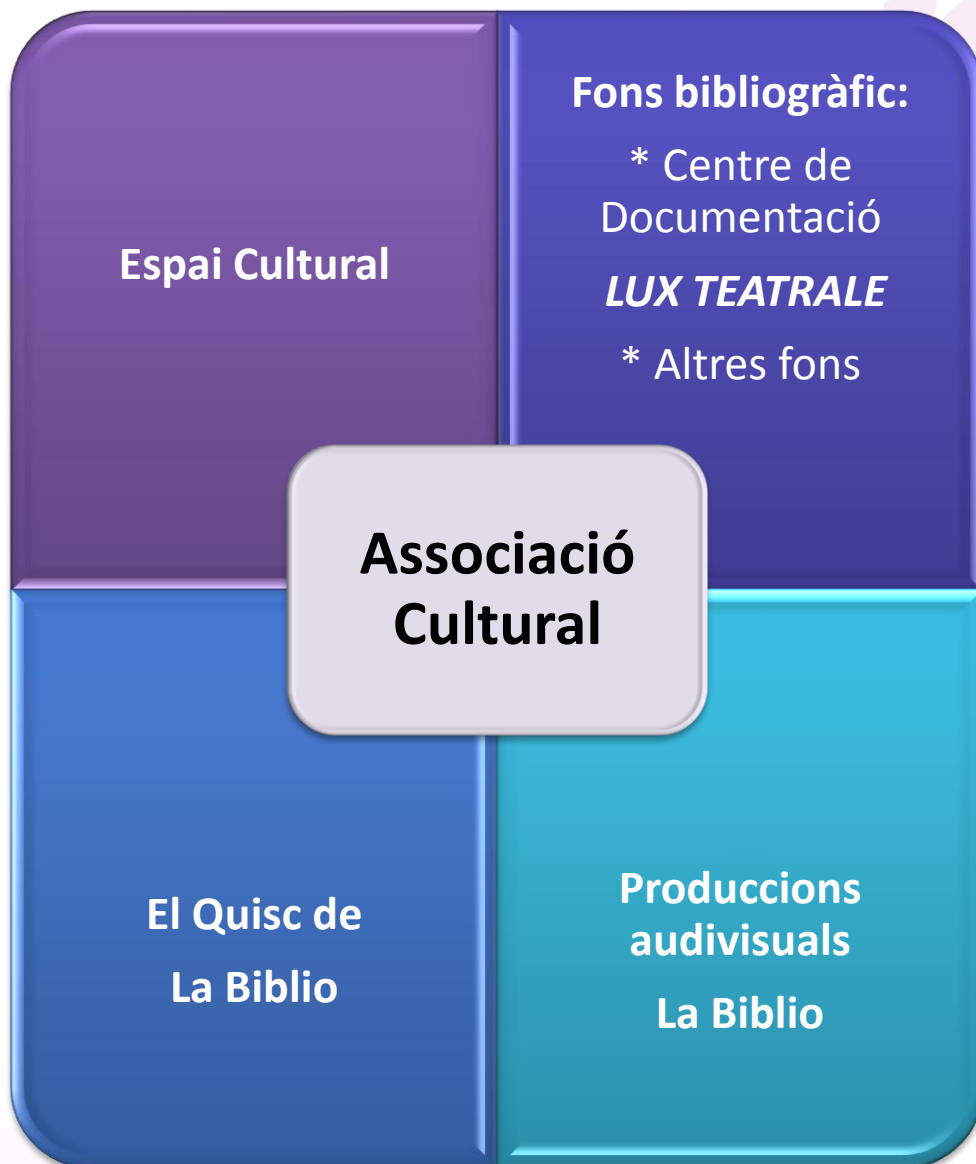 Espai Cultural
Fons bibliogràfic:
* Centre de
Documentació
LUX TEATRALE
* Altres fons
Associació
Cultural
El Quisc de
La Biblio
Produccions
audivisuals
La Biblio